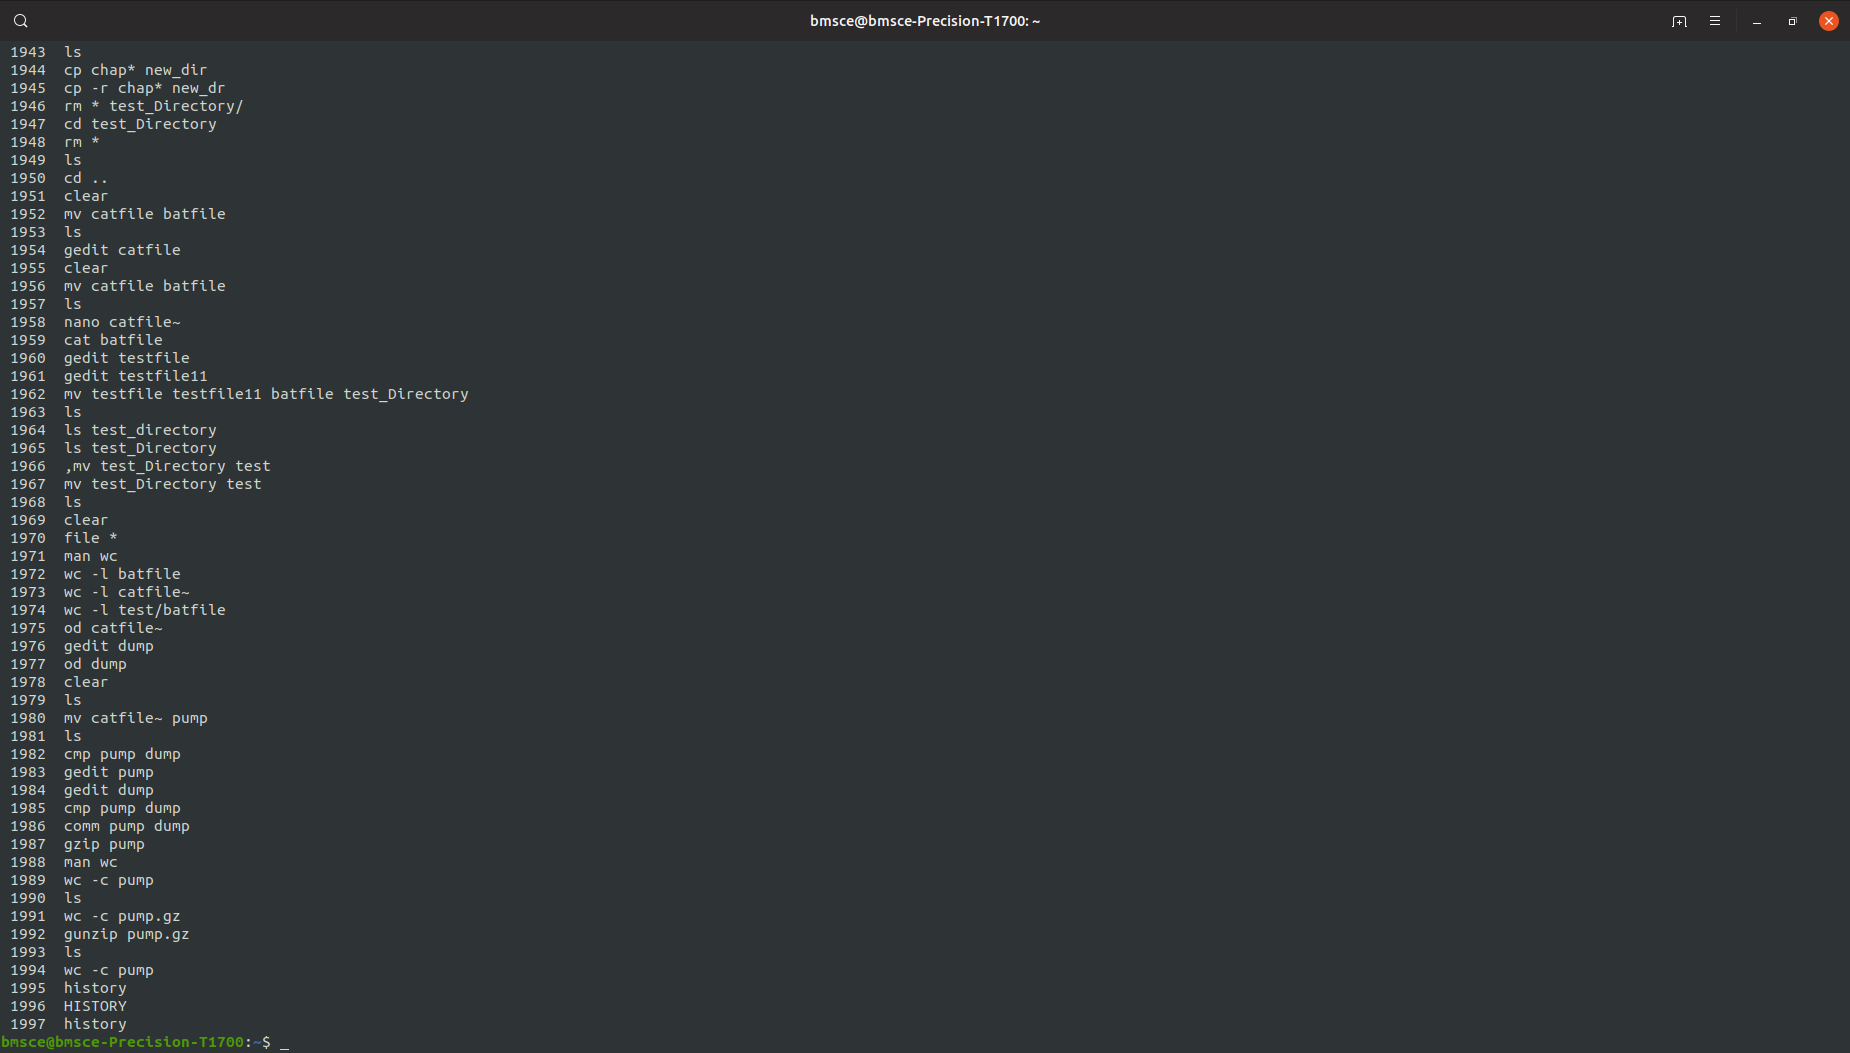 bmsce@bmsce-Precision-T1700: ~
1943 ls
1944 cp chap* new_dir
1945 cp -r chap* new_dr
1946 rm * test_Directory/
1947 cd test_Directory
1948 rm *
1949 ls
1950 cd ..
1951 clear
1952 mv catfile batfile
1953 ls
1954 gedit catfile
1955 clear
1956 mv catfile batfile
1957 ls
1958 nano catfile~
1959 cat batfile
1960 gedit testfile
1961 gedit testfile11
1962 mv testfile testfile11 batfile test_Directory
1963 ls
1964 ls test_directory
1965 ls test_Directory
1966 ,mv test_Directory test
1967 mv test_Directory test
1968 ls
1969 clear
1970 file *
1971 man wc
1972 wc -l batfile
1973 wc -l catfile~
1974 wc -l test/batfile
1975 od catfile~
1976 gedit dump
1977 od dump
1978 clear
1979 ls
1980 mv catfile~ pump
1981 ls
1982 cmp pump dump
1983 gedit pump
1984 gedit dump
1985 cmp pump dump
1986 comm pump dump
1987 gzip pump
1988 man wc
1989 wc -c pump
1990 ls
1991 wc -c pump.gz
1992 gunzip pump.gz
1993 ls
1994 wc -c pump
1995 history
1996 HISTORY
1997 history
bmsce@bmsce-Precision-T1700:~$ _